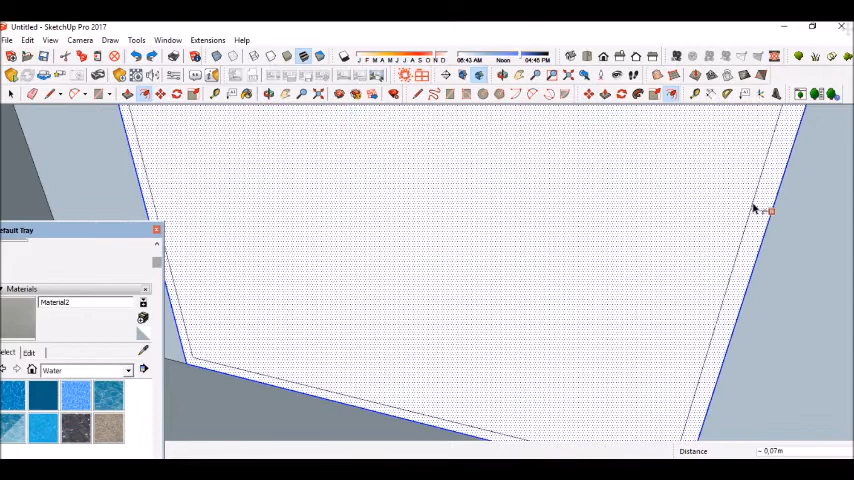 Untitled - SketchUp Pro 2017
File Edit View Camera Draw Tools Window Extensions Help
J F M A M J J A S O N D
06:43 AM Noon 04:45 PM
efault Tray
Materials
Material2
elect Edit
Water
Distance ~ 0,07m